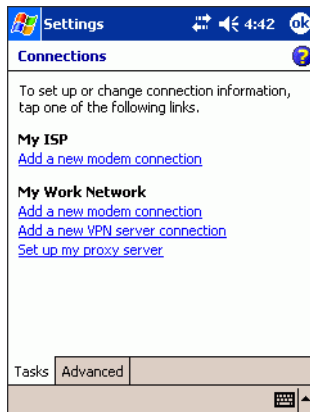 Settings 4:42 ok
Connections ?
To set up or change connection information,
tap one of the following links.
My ISP
Add a new modem connection
My Work Network
Add a new modem connection
Add a new VPN server connection
Set up my proxy server
Tasks Advanced